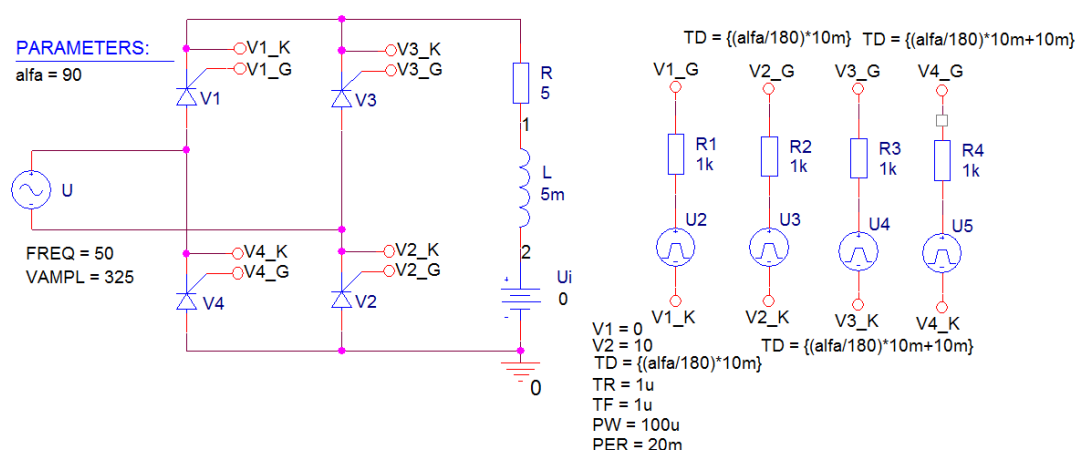 PARAMETERS:
alfa = 90
V1_K
V1_G
V1
V3_K
V3_G
V3
R
5
1
L
5m
2
U
FREQ = 50
VAMPL = 325
V4_K
V4_G
V4
V2_K
V2_G
V2
Ui
0
0
TD = {(alfa/180)*10m}
TD = {(alfa/180)*10m+10m}
V1_G
V2_G
V3_G
V4_G
R1
1k
R2
1k
R3
1k
R4
1k
U2
U3
U4
U5
V1_K
V2_K
V3_K
V4_K
V1 = 0
V2 = 10
TD = {(alfa/180)*10m}
TD = {(alfa/180)*10m+10m}
TR = 1u
TF = 1u
PW = 100u
PER = 20m